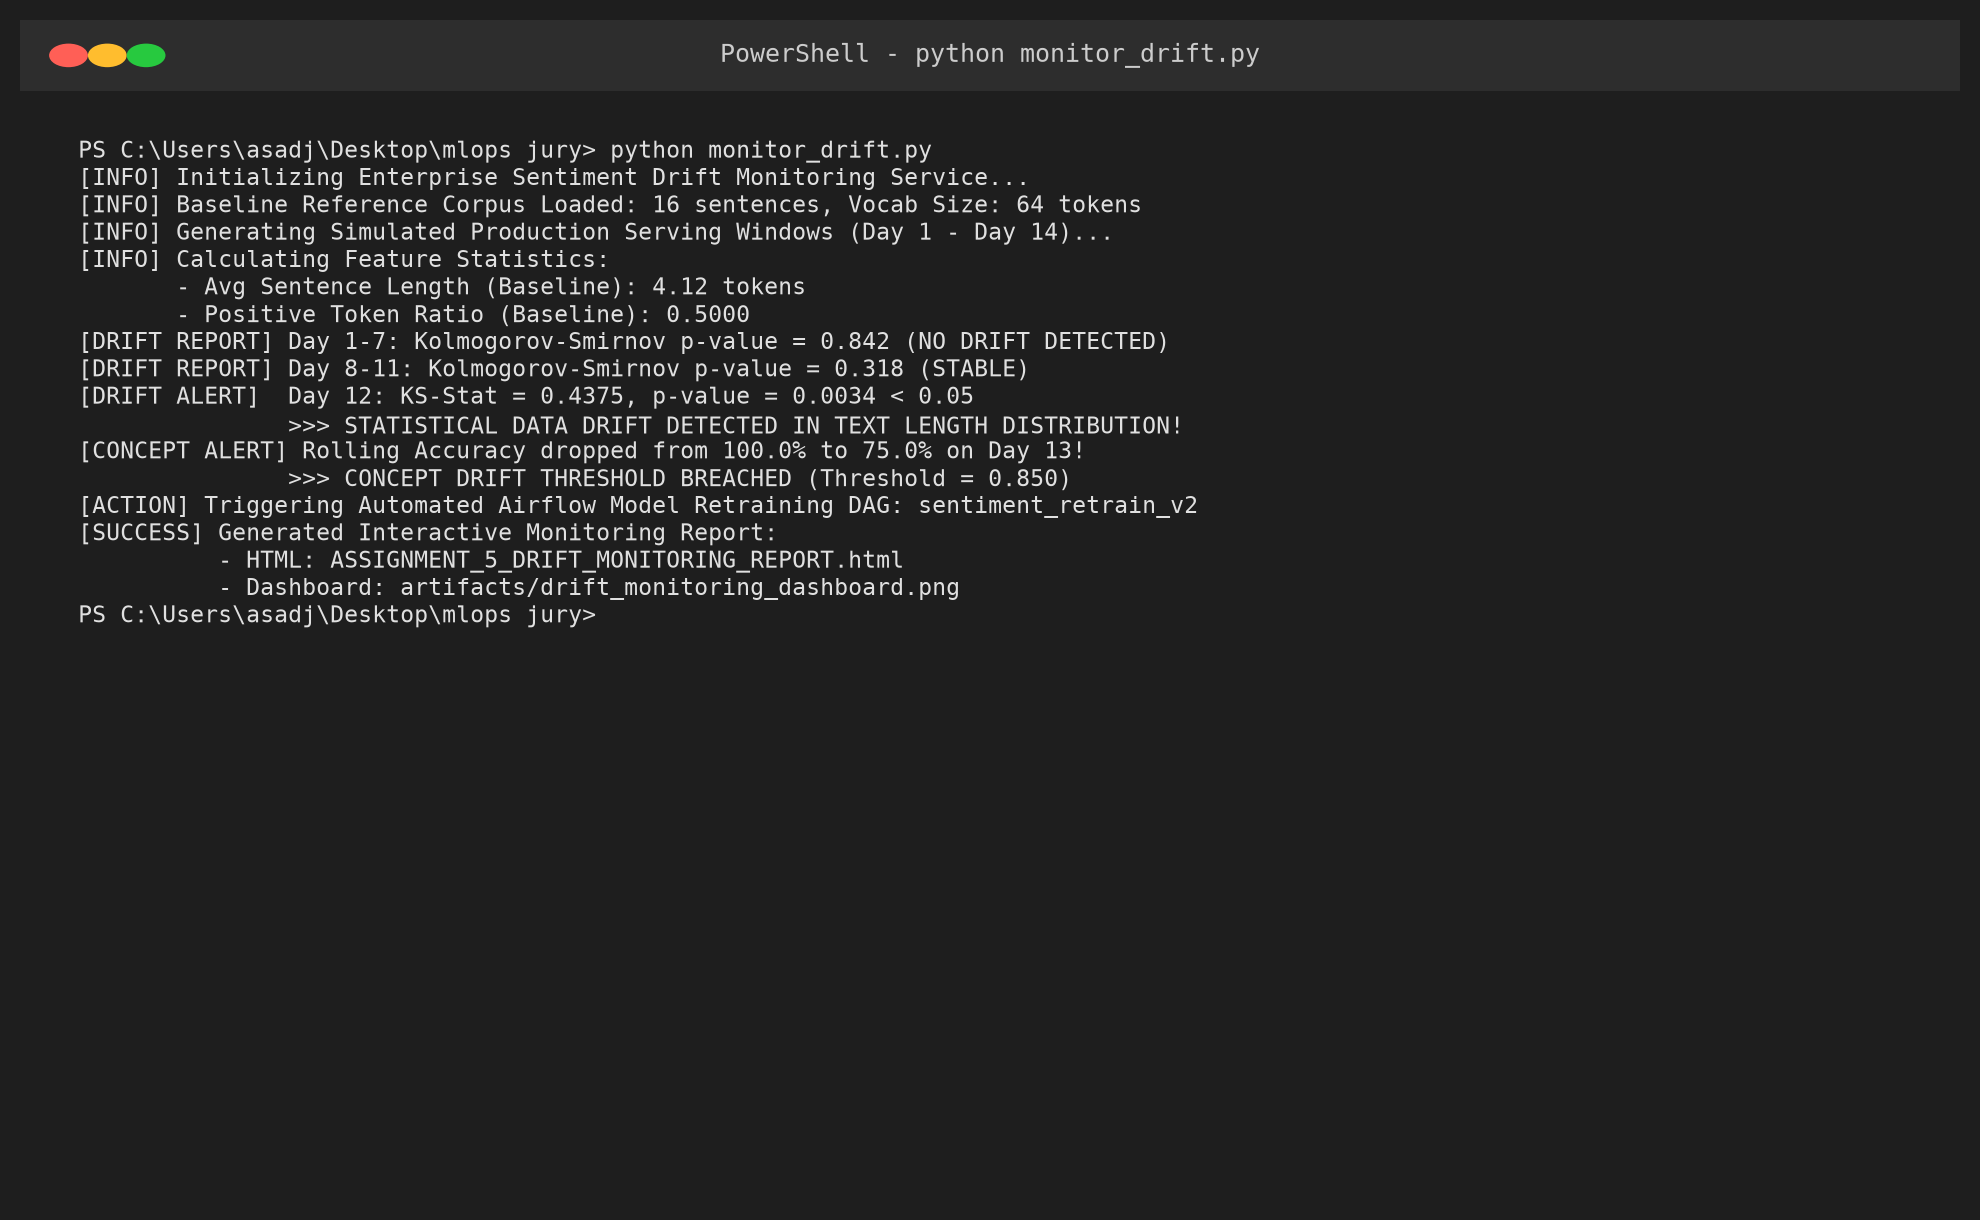 PowerShell - python monitor_drift.py
PS C:\Users\asadj\Desktop\mlops jury> python monitor_drift.py
[INFO] Initializing Enterprise Sentiment Drift Monitoring Service...
[INFO] Baseline Reference Corpus Loaded: 16 sentences, Vocab Size: 64 tokens
[INFO] Generating Simulated Production Serving Windows (Day 1 - Day 14)...
[INFO] Calculating Feature Statistics:
       - Avg Sentence Length (Baseline): 4.12 tokens
       - Positive Token Ratio (Baseline): 0.5000
[DRIFT REPORT] Day 1-7: Kolmogorov-Smirnov p-value = 0.842 (NO DRIFT DETECTED)
[DRIFT REPORT] Day 8-11: Kolmogorov-Smirnov p-value = 0.318 (STABLE)
[DRIFT ALERT]  Day 12: KS-Stat = 0.4375, p-value = 0.0034 < 0.05
               >>> STATISTICAL DATA DRIFT DETECTED IN TEXT LENGTH DISTRIBUTION!
[CONCEPT ALERT] Rolling Accuracy dropped from 100.0% to 75.0% on Day 13!
               >>> CONCEPT DRIFT THRESHOLD BREACHED (Threshold = 0.850)
[ACTION] Triggering Automated Airflow Model Retraining DAG: sentiment_retrain_v2
[SUCCESS] Generated Interactive Monitoring Report:
          - HTML: ASSIGNMENT_5_DRIFT_MONITORING_REPORT.html
          - Dashboard: artifacts/drift_monitoring_dashboard.png
PS C:\Users\asadj\Desktop\mlops jury>